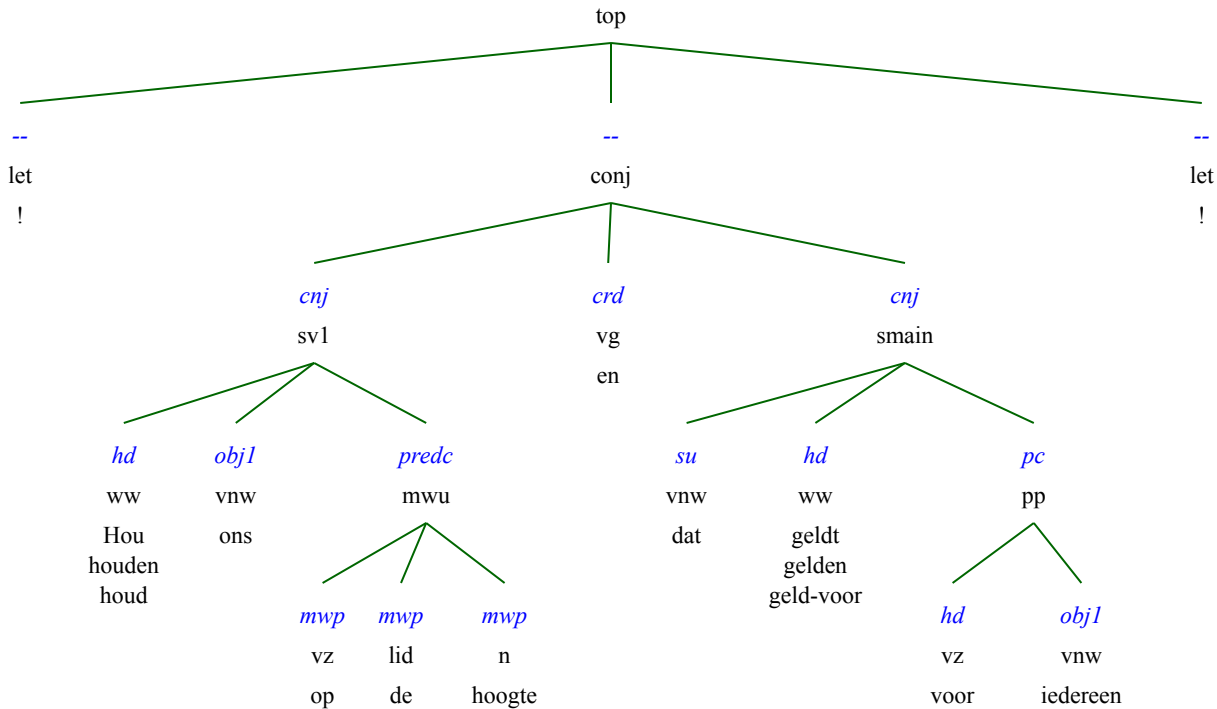 top
-- -- --
let conj let
! !
cnj crd cnj
sv1 vg smain
en
hd obj1 predc su hd pc
ww vnw mwu vnw ww pp
Hou ons dat geldt
houden gelden
houd geld-voor
mwp mwp mwp hd obj1
vz lid n vz vnw
op de hoogte voor iedereen